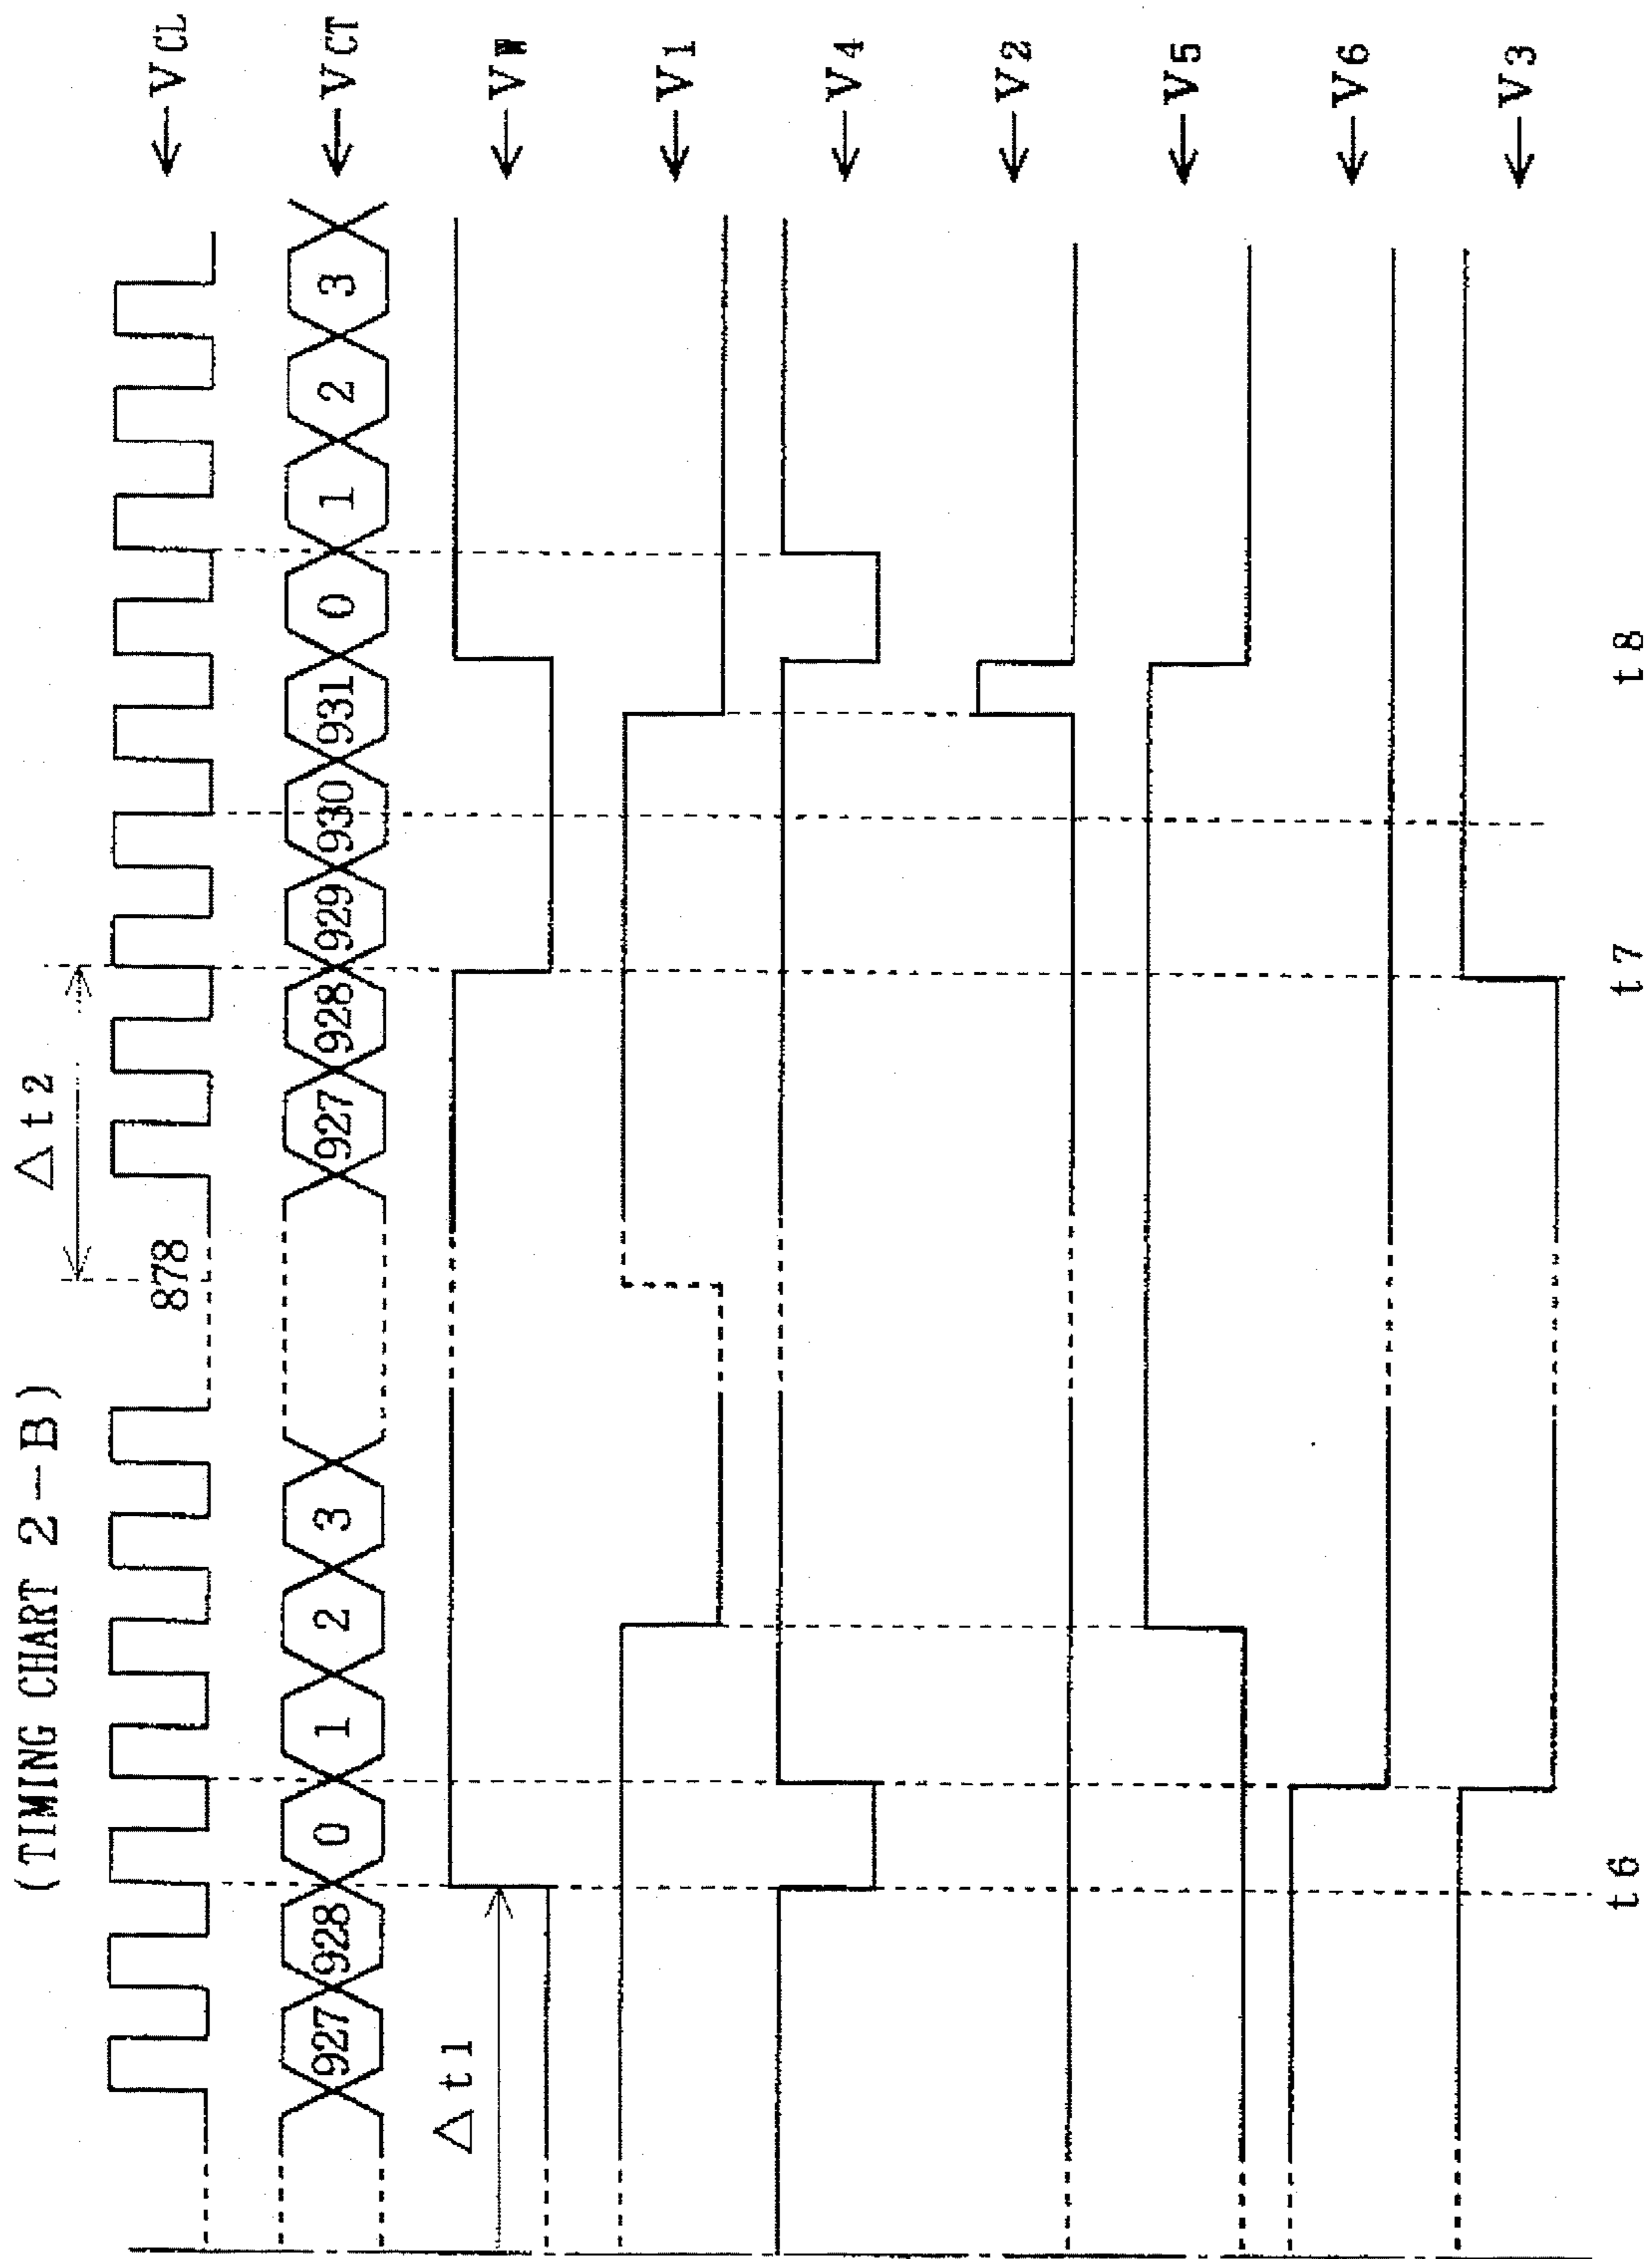 (TIMING CHART 2-B)
Δt2
878
VCL
927 928 0 1 2 3 927 928 929 930 931 0 1 2 3
VCT
Δt1
VW
V1
V4
V2
V5
V6
V3
t6 t7 t8